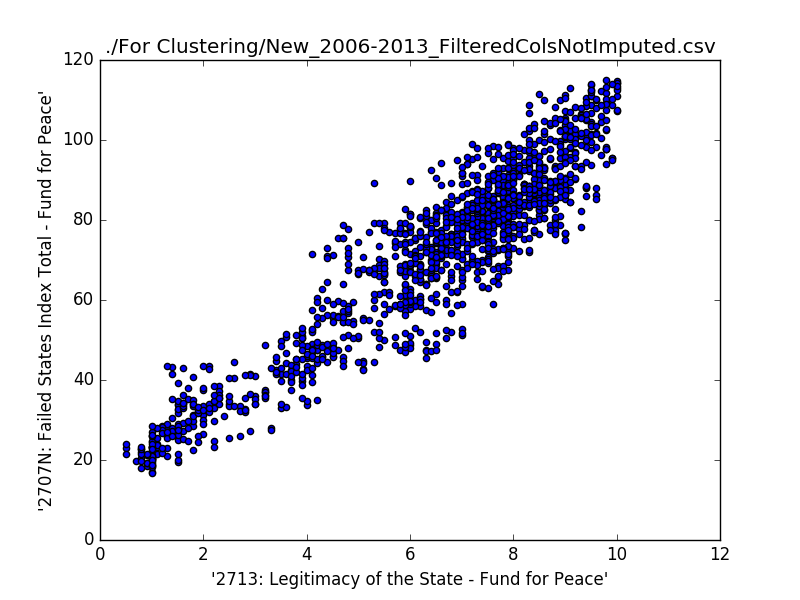 ./For Clustering/New_2006-2013_FilteredColsNotImputed.csv
120
100
80
60
40
20
0
'2707N: Failed States Index Total - Fund for Peace'
0 2 4 6 8 10 12
'2713: Legitimacy of the State - Fund for Peace'